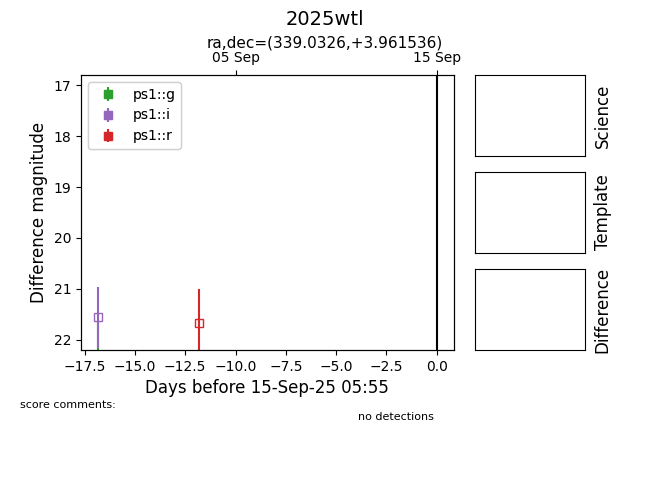 2025wtl
ra,dec=(339.0326,+3.961536)
05 Sep
15 Sep
ps1::g
ps1::i
ps1::r
17
18
19
20
21
22
Difference magnitude
−17.5
−15.0
−12.5
−10.0
−7.5
−5.0
−2.5
0.0
Days before 15-Sep-25 05:55
Science
Template
Difference
score comments:
no detections